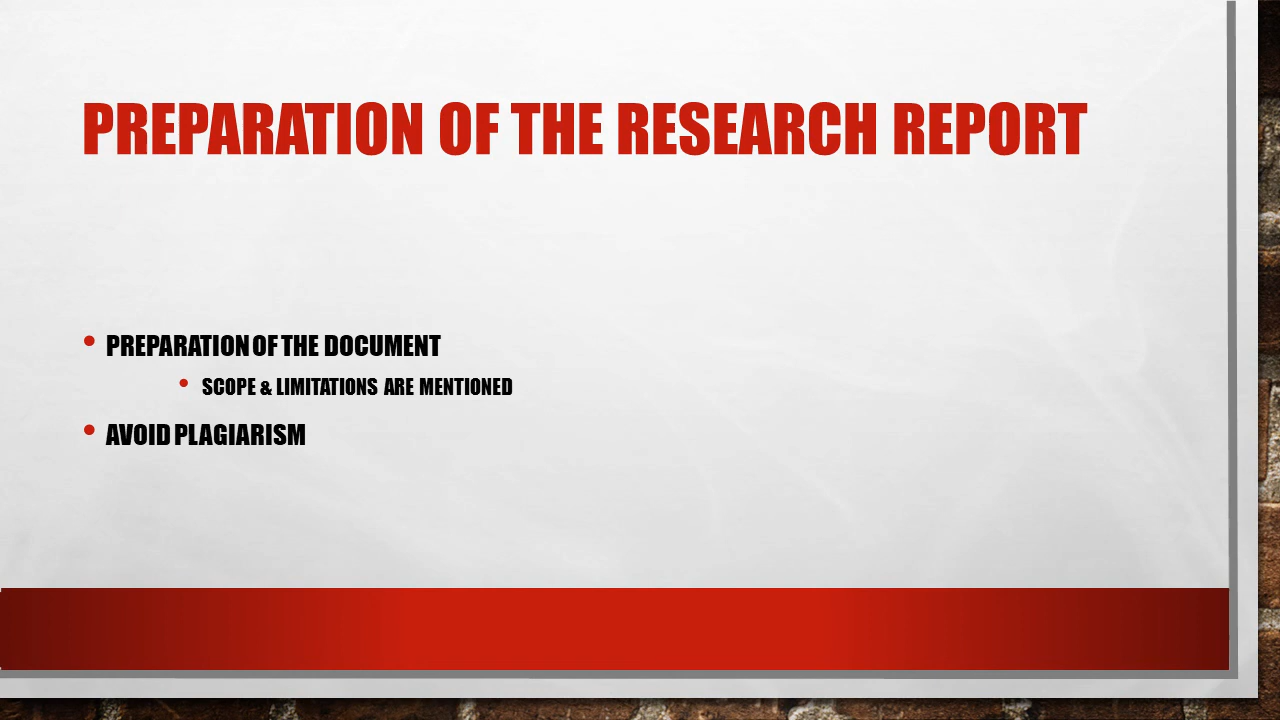 PREPARATION OF THE RESEARCH REPORT
• PREPARATION OF THE DOCUMENT
• SCOPE & LIMITATIONS ARE MENTIONED
• AVOID PLAGIARISM